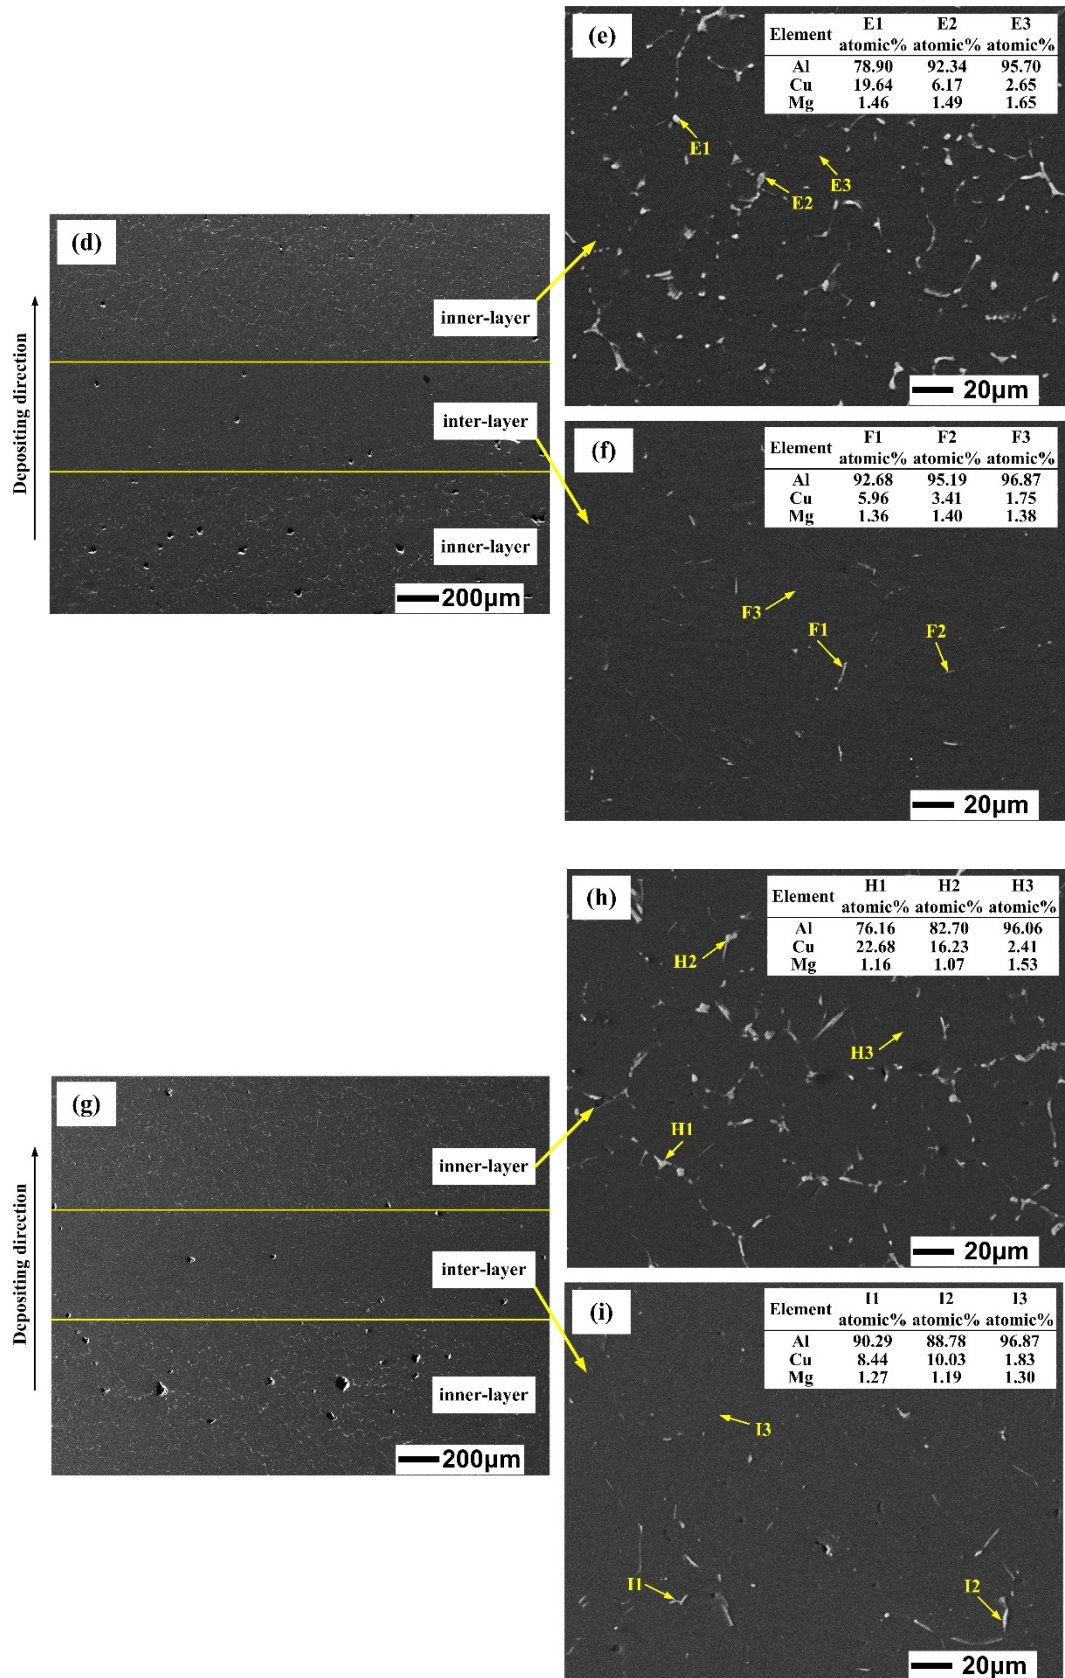 (d)
Depositing direction
inner-layer
inter-layer
inner-layer
200μm
(e)
Element E1 E2 E3
atomic% atomic% atomic%
Al 78.90 92.34 95.70
Cu 19.64 6.17 2.65
Mg 1.46 1.49 1.65
E1
E3
E2
20μm
(f)
Element F1 F2 F3
atomic% atomic% atomic%
Al 92.68 95.19 96.87
Cu 5.96 3.41 1.75
Mg 1.36 1.40 1.38
F3
F1
F2
20μm
(g)
Depositing direction
inner-layer
inter-layer
inner-layer
200μm
(h)
Element H1 H2 H3
atomic% atomic% atomic%
Al 76.16 82.70 96.06
Cu 22.68 16.23 2.41
Mg 1.16 1.07 1.53
H2
H3
H1
20μm
(i)
Element I1 I2 I3
atomic% atomic% atomic%
Al 90.29 88.78 96.87
Cu 8.44 10.03 1.83
Mg 1.27 1.19 1.30
I3
I1
I2
20μm